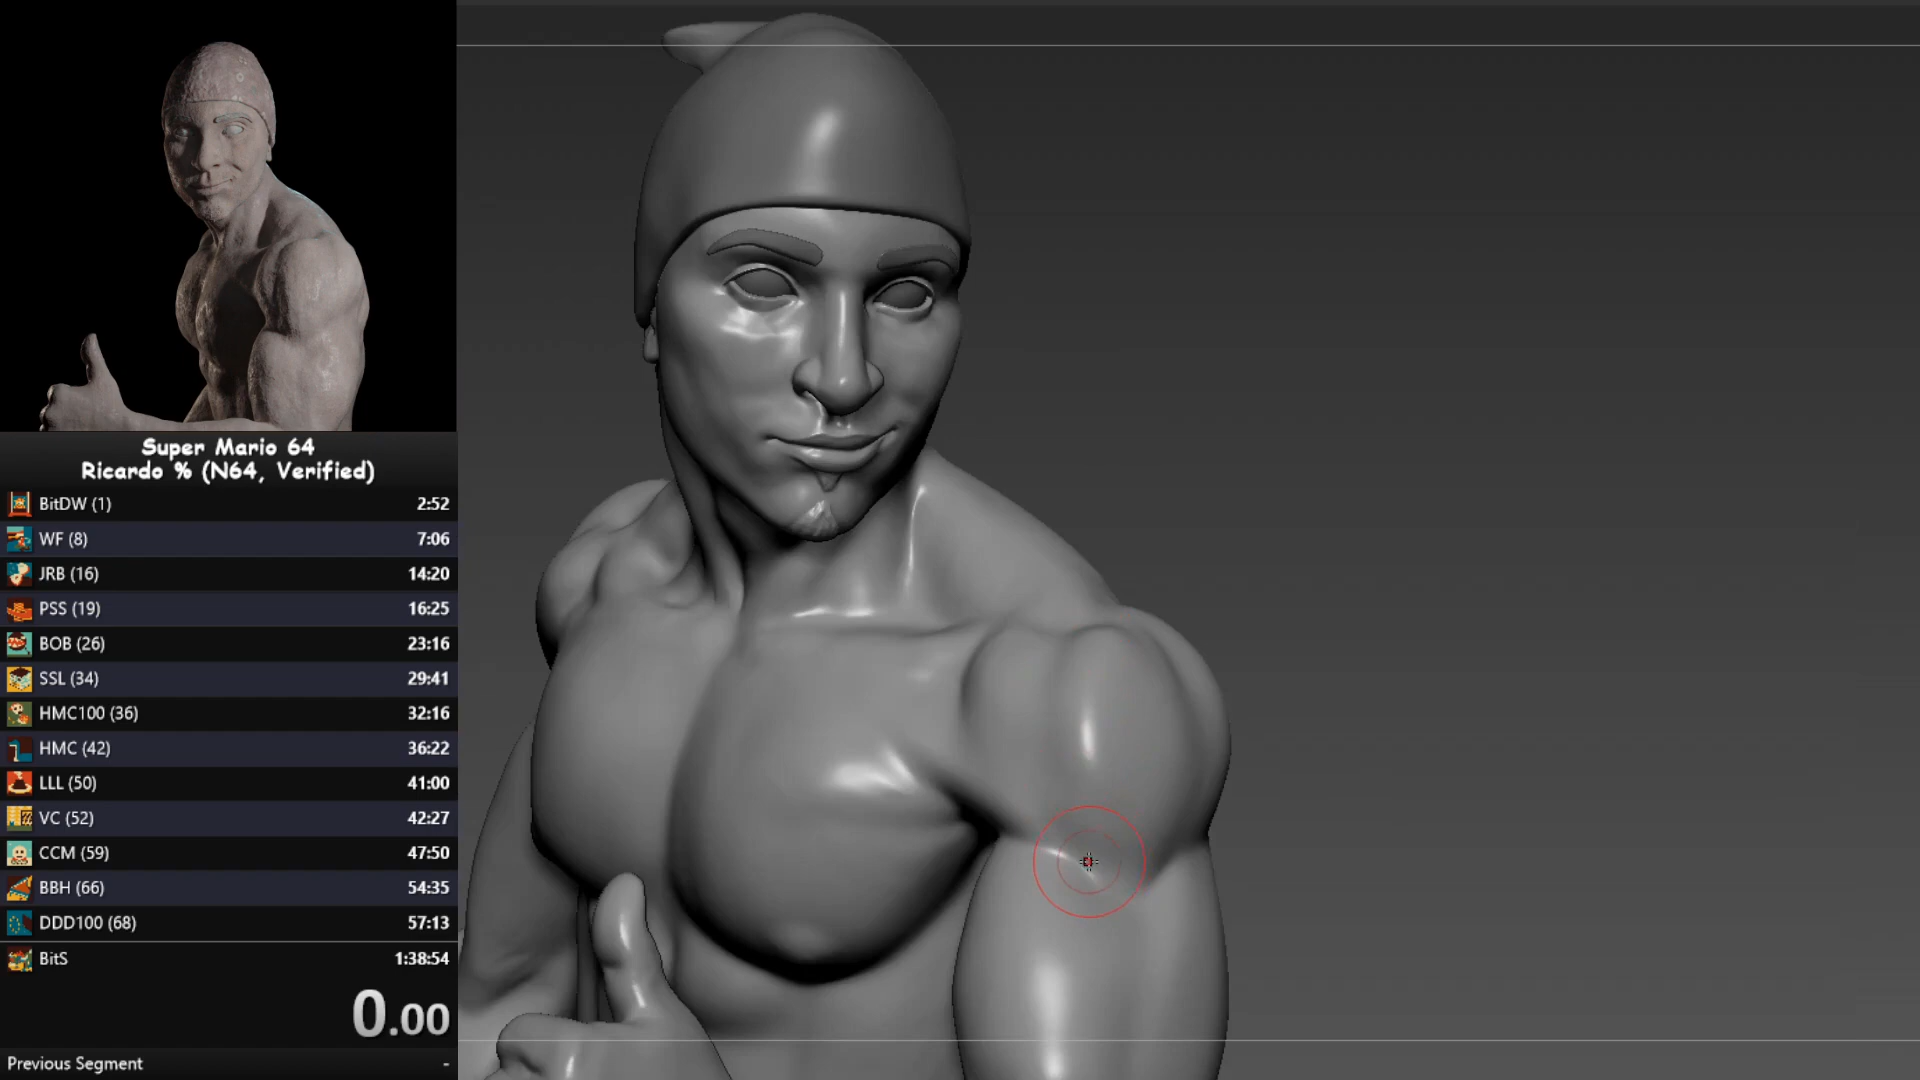 Super Mario 64
Ricardo % (N64, Verified)
BitDW (1) 2:52
WF (8) 7:06
JRB (16) 14:20
PSS (19) 16:25
BOB (26) 23:16
SSL (34) 29:41
HMC100 (36) 32:16
HMC (42) 36:22
LLL (50) 41:00
VC (52) 42:27
CCM (59) 47:50
BBH (66) 54:35
DDD100 (68) 57:13
BitS 1:38:54
0.00
Previous Segment -